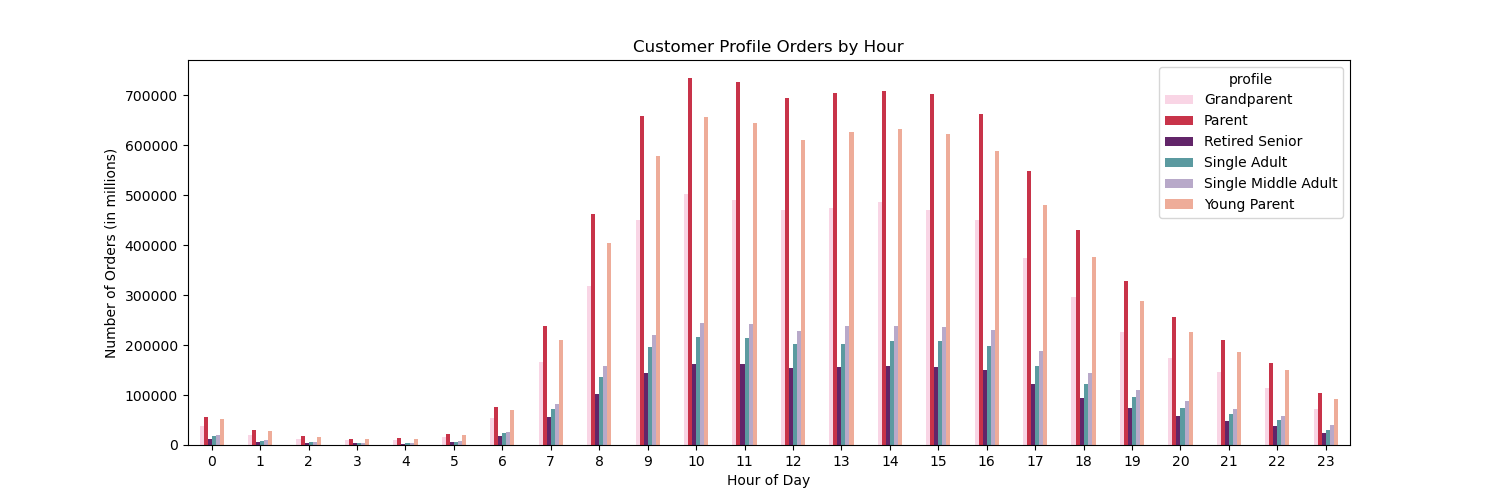 Customer Profile Orders by Hour
profile
Grandparent
Parent
Retired Senior
Single Adult
Single Middle Adult
Young Parent
Number of Orders (in millions)
700000
600000
500000
400000
300000
200000
100000
0
0 1 2 3 4 5 6 7 8 9 10 11 12 13 14 15 16 17 18 19 20 21 22 23
Hour of Day